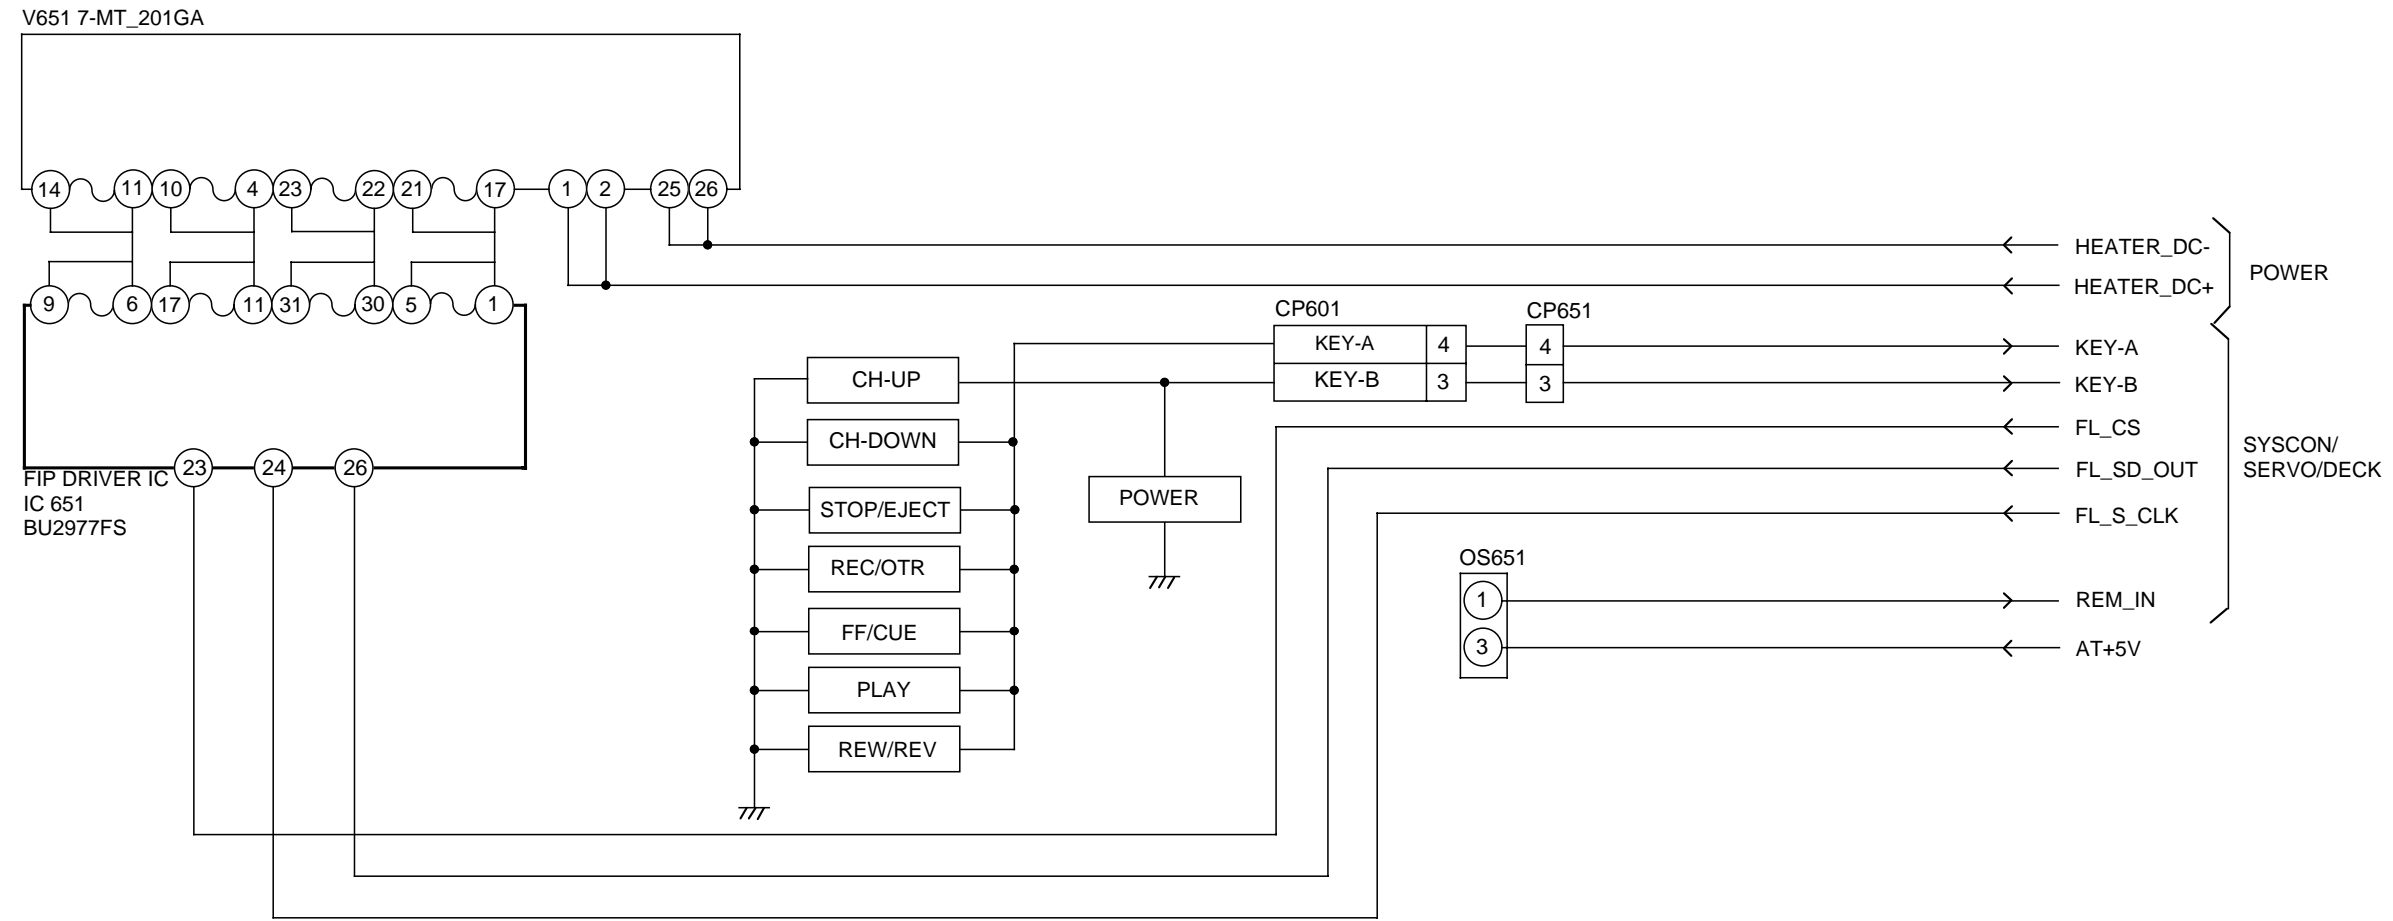 V651 7-MT_201GA
14 11 10 4 23 22 21 17 1 2 25 26
HEATER_DC-
HEATER_DC+
POWER
9 6 17 11 31 30 5 1
23 24 26
FIP DRIVER IC
IC 651
BU2977FS
CP601
KEY-A 4
KEY-B 3
CP651
4
3
KEY-A
KEY-B
FL_CS
FL_SD_OUT
FL_S_CLK
REM_IN
AT+5V
SYSCON/
SERVO/DECK
CH-UP
CH-DOWN
STOP/EJECT
REC/OTR
FF/CUE
PLAY
REW/REV
POWER
OS651
1
3